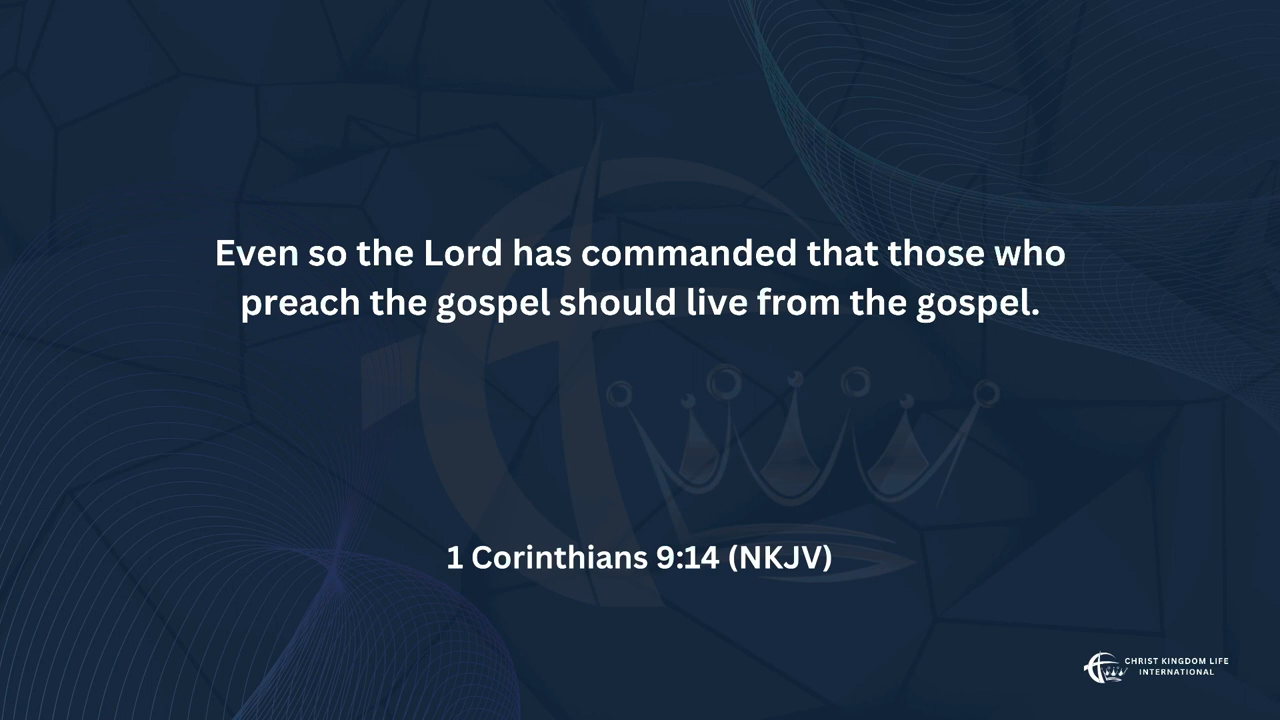 Even so the Lord has commanded that those who
preach the gospel should live from the gospel.
1 Corinthians 9:14 (NKJV)
CHRIST KINGDOM LIFE
INTERNATIONAL